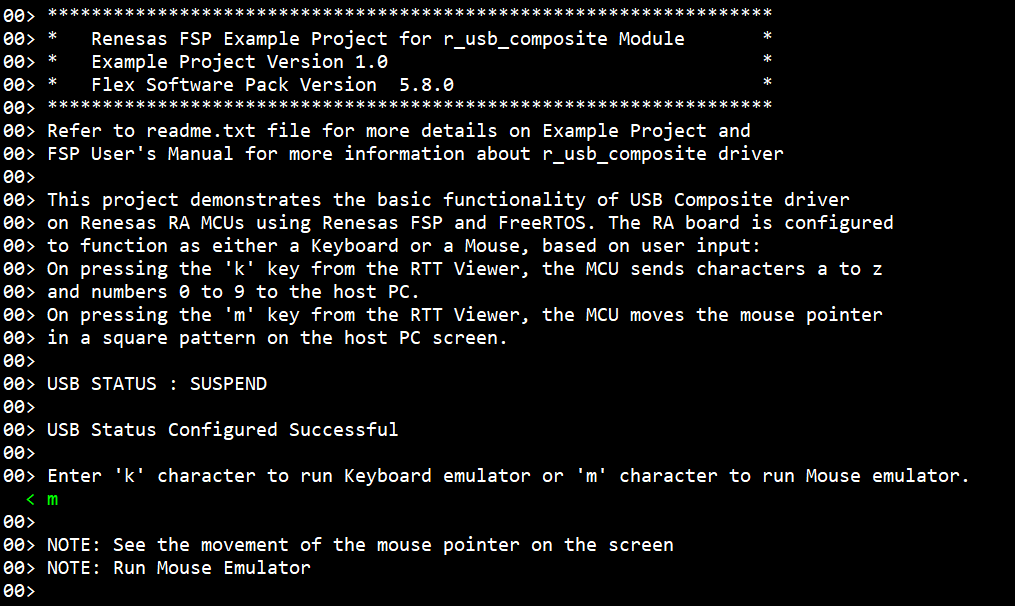 00> ******************************************************************
00> *   Renesas FSP Example Project for r_usb_composite Module       *
00> *   Example Project Version 1.0                                  *
00> *   Flex Software Pack Version  5.8.0                            *
00> ******************************************************************
00> Refer to readme.txt file for more details on Example Project and
00> FSP User's Manual for more information about r_usb_composite driver
00>
00> This project demonstrates the basic functionality of USB Composite driver
00> on Renesas RA MCUs using Renesas FSP and FreeRTOS. The RA board is configured
00> to function as either a Keyboard or a Mouse, based on user input:
00> On pressing the 'k' key from the RTT Viewer, the MCU sends characters a to z
00> and numbers 0 to 9 to the host PC.
00> On pressing the 'm' key from the RTT Viewer, the MCU moves the mouse pointer
00> in a square pattern on the host PC screen.
00>
00> USB STATUS : SUSPEND
00>
00> USB Status Configured Successful
00>
00> Enter 'k' character to run Keyboard emulator or 'm' character to run Mouse emulator.
  < m
00>
00> NOTE: See the movement of the mouse pointer on the screen
00> NOTE: Run Mouse Emulator
00>